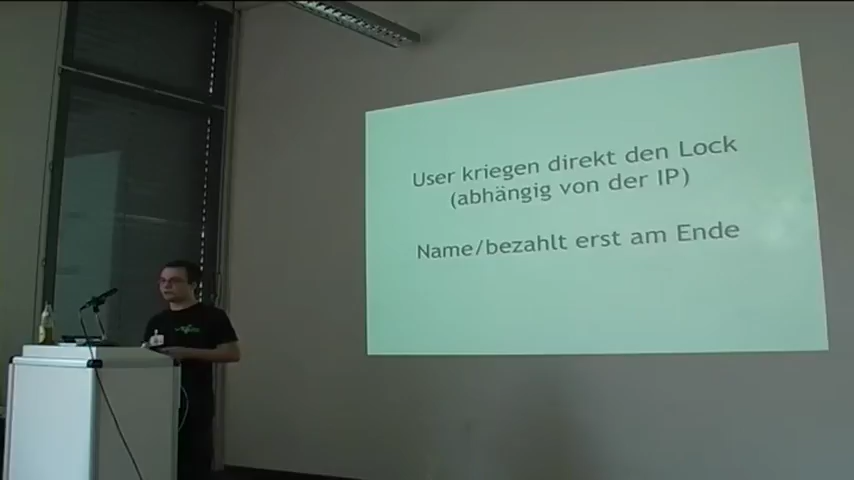 User kriegen direkt den Lock
(abhängig von der IP)
Name/bezahlt erst am Ende